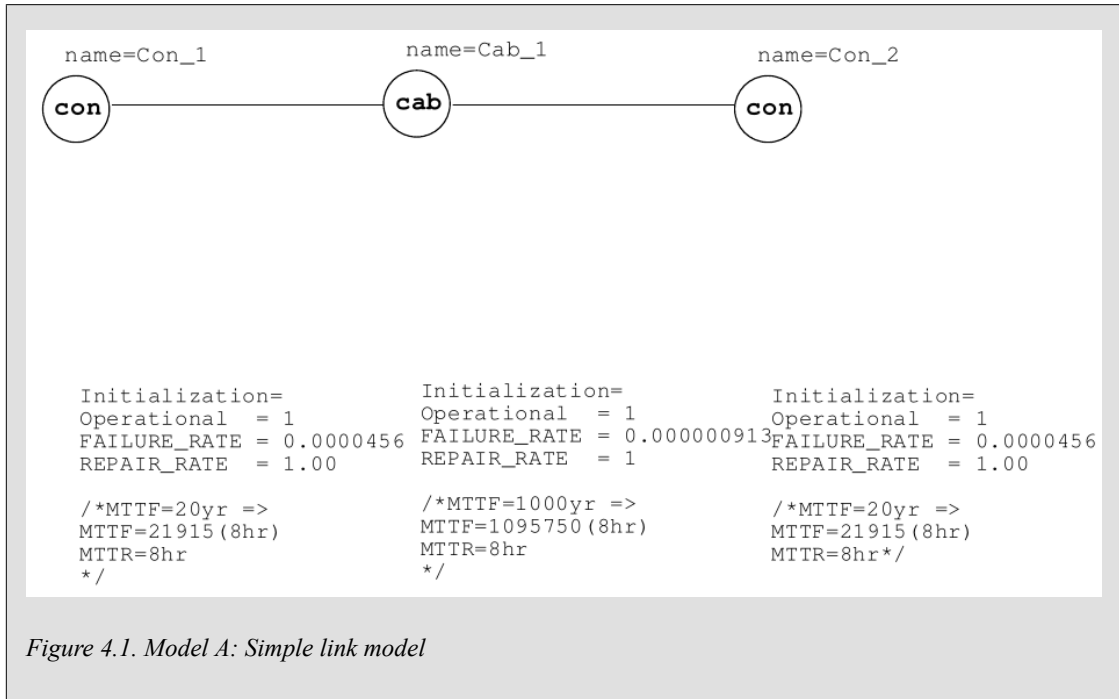 name=Con_1
name=Cab_1
name=Con_2
con
cab
con
Initialization=
Operational = 1
FAILURE_RATE = 0.0000456
REPAIR_RATE = 1.00
/*MTTF=20yr =>
MTTF=21915(8hr)
MTTR=8hr
*/
Initialization=
Operational = 1
FAILURE_RATE = 0.000000913
REPAIR_RATE = 1
/*MTTF=1000yr =>
MTTF=1095750(8hr)
MTTR=8hr
*/
Initialization=
Operational = 1
FAILURE_RATE = 0.0000456
REPAIR_RATE = 1.00
/*MTTF=20yr =>
MTTF=21915(8hr)
MTTR=8hr*/
Figure 4.1. Model A: Simple link model